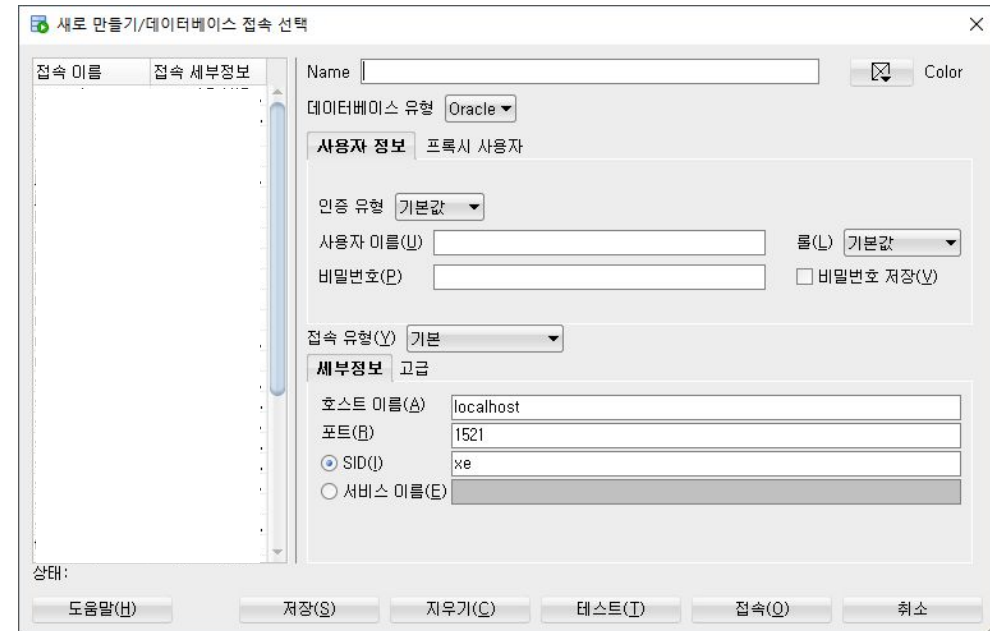 새로 만들기/데이터베이스 접속 선택
접속 이름 접속 세부정보
Name Color
데이터베이스 유형 Oracle
사용자 정보 프록시 사용자
인증 유형 기본값
사용자 이름(U) 롤(L) 기본값
비밀번호(P) 비밀번호 저장(V)
접속 유형(Y) 기본
세부정보 고급
호스트 이름(A) localhost
포트(R) 1521
SID(I) xe
서비스 이름(E)
상태:
도움말(H) 저장(S) 지우기(C) 테스트(T) 접속(O) 취소